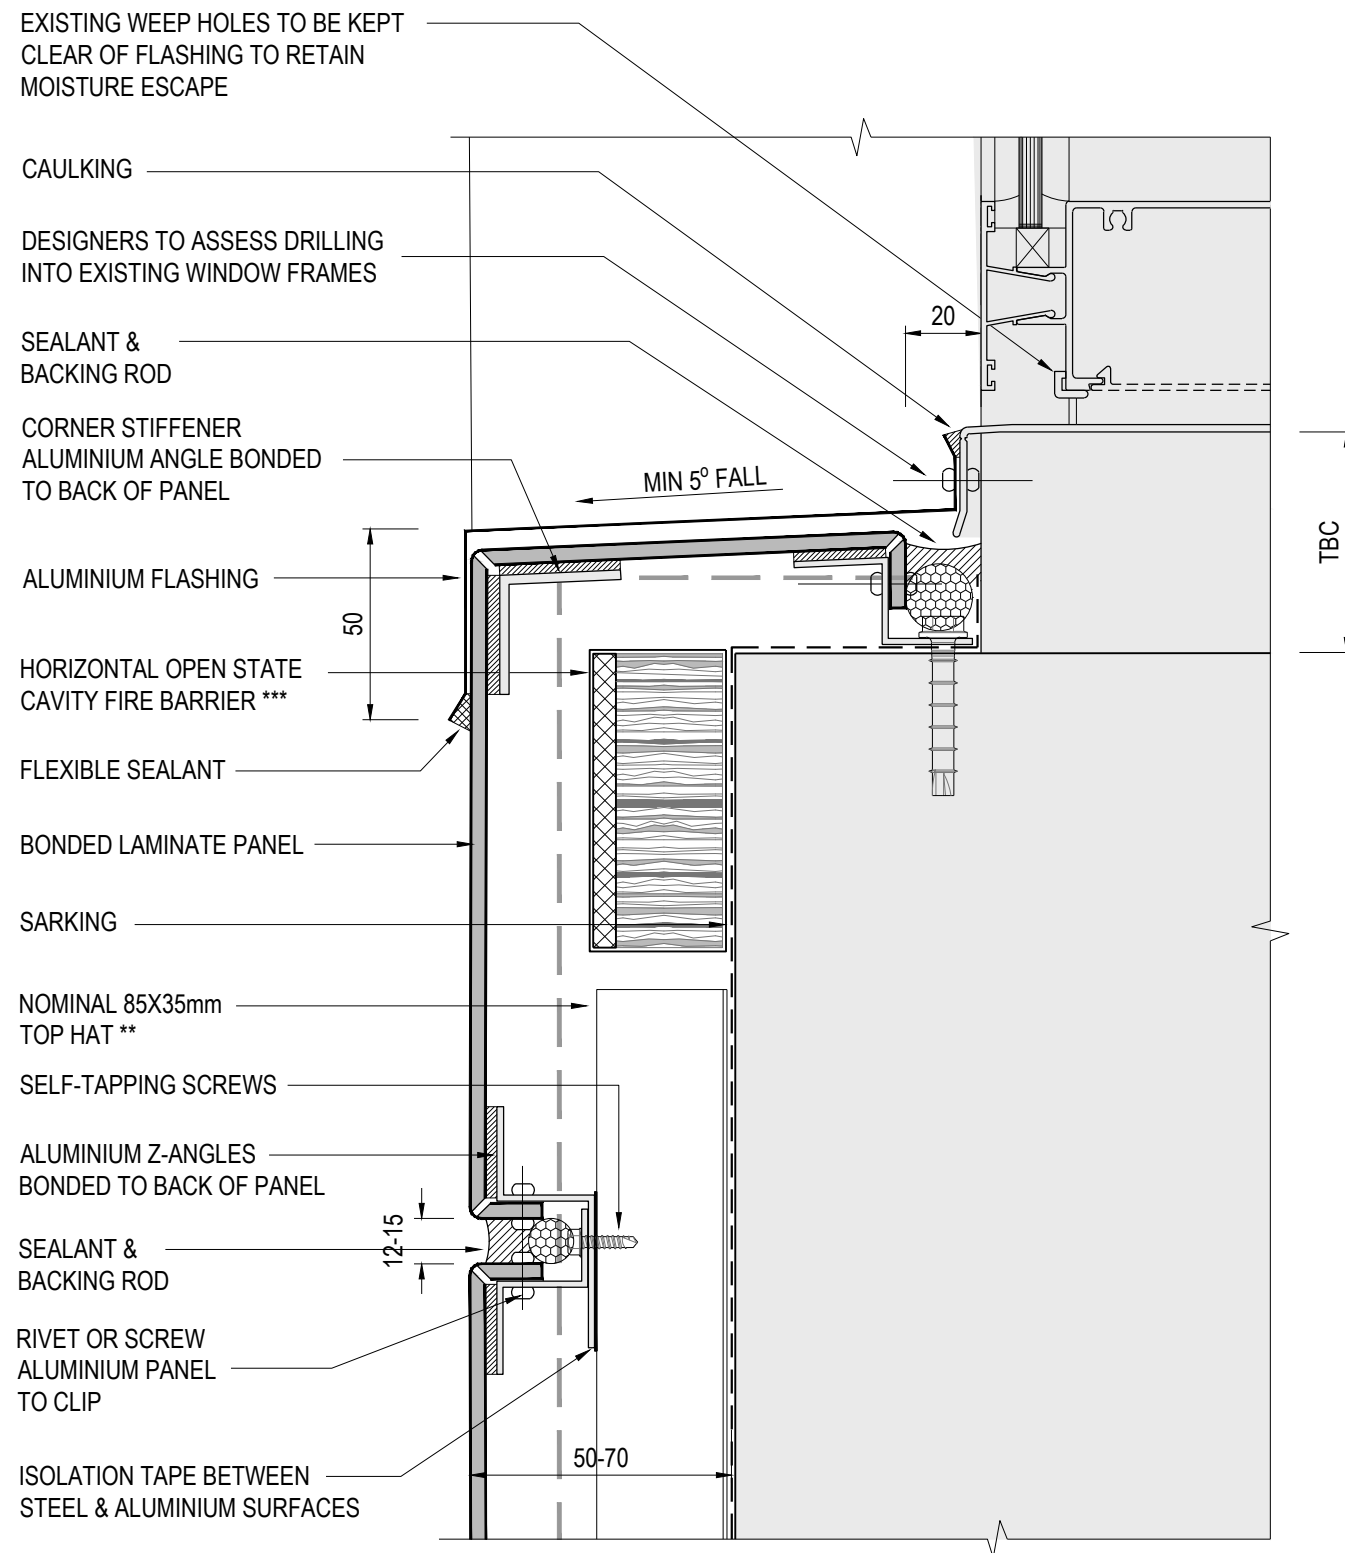 EXISTING WEEP HOLES TO BE KEPT
CLEAR OF FLASHING TO RETAIN
MOISTURE ESCAPE
CAULKING
DESIGNERS TO ASSESS DRILLING
INTO EXISTING WINDOW FRAMES
SEALANT &
BACKING ROD
CORNER STIFFENER
ALUMINIUM ANGLE BONDED
TO BACK OF PANEL
ALUMINIUM FLASHING
HORIZONTAL OPEN STATE
CAVITY FIRE BARRIER ***
FLEXIBLE SEALANT
BONDED LAMINATE PANEL
SARKING
NOMINAL 85X35mm
TOP HAT **
SELF-TAPPING SCREWS
ALUMINIUM Z-ANGLES
BONDED TO BACK OF PANEL
SEALANT &
BACKING ROD
RIVET OR SCREW
ALUMINIUM PANEL
TO CLIP
ISOLATION TAPE BETWEEN
STEEL & ALUMINIUM SURFACES
20
MIN 5° FALL
50
TBC
12-15
50-70